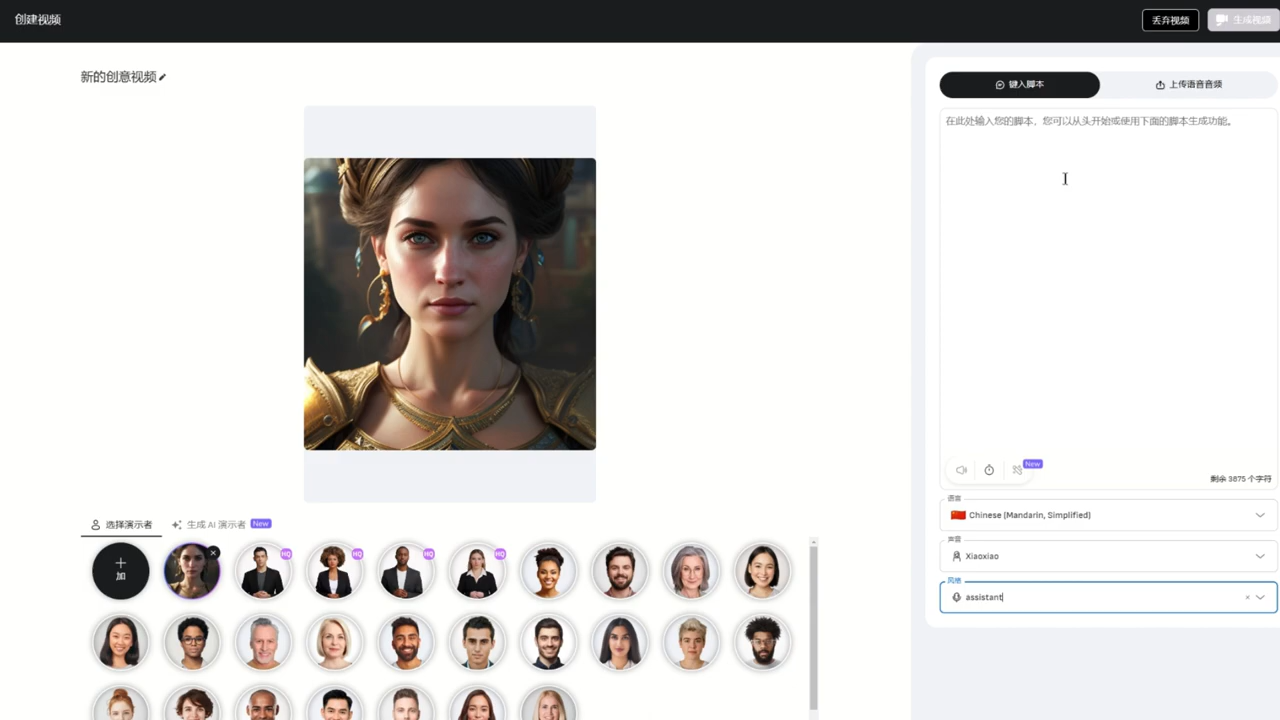 创建视频
丢弃视频
生成视频
新的创意视频
键入脚本
上传语音音频
在此处输入您的脚本，您可以从头开始或使用下面的脚本生成功能。
New
剩余 3875 个字符
语言
Chinese (Mandarin, Simplified)
声音
Xiaoxiao
风格
assistant
选择演示者
生成 AI 演示者 New
加
HQ
HQ
HQ
HQ